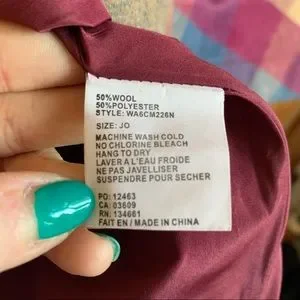 50%WOOL
50%POLYESTER
STYLE: WA6CM226N
SIZE: JO
MACHINE WASH COLD
NO CHLORINE BLEACH
HANG TO DRY
LAVER A L'EAU FROIDE
NE PAS JAVELLISER
SUSPENDRE POUR SECHER
PO: 12463
CA: 83609
RN: 134661
FAIT EN / MADE IN CHINA